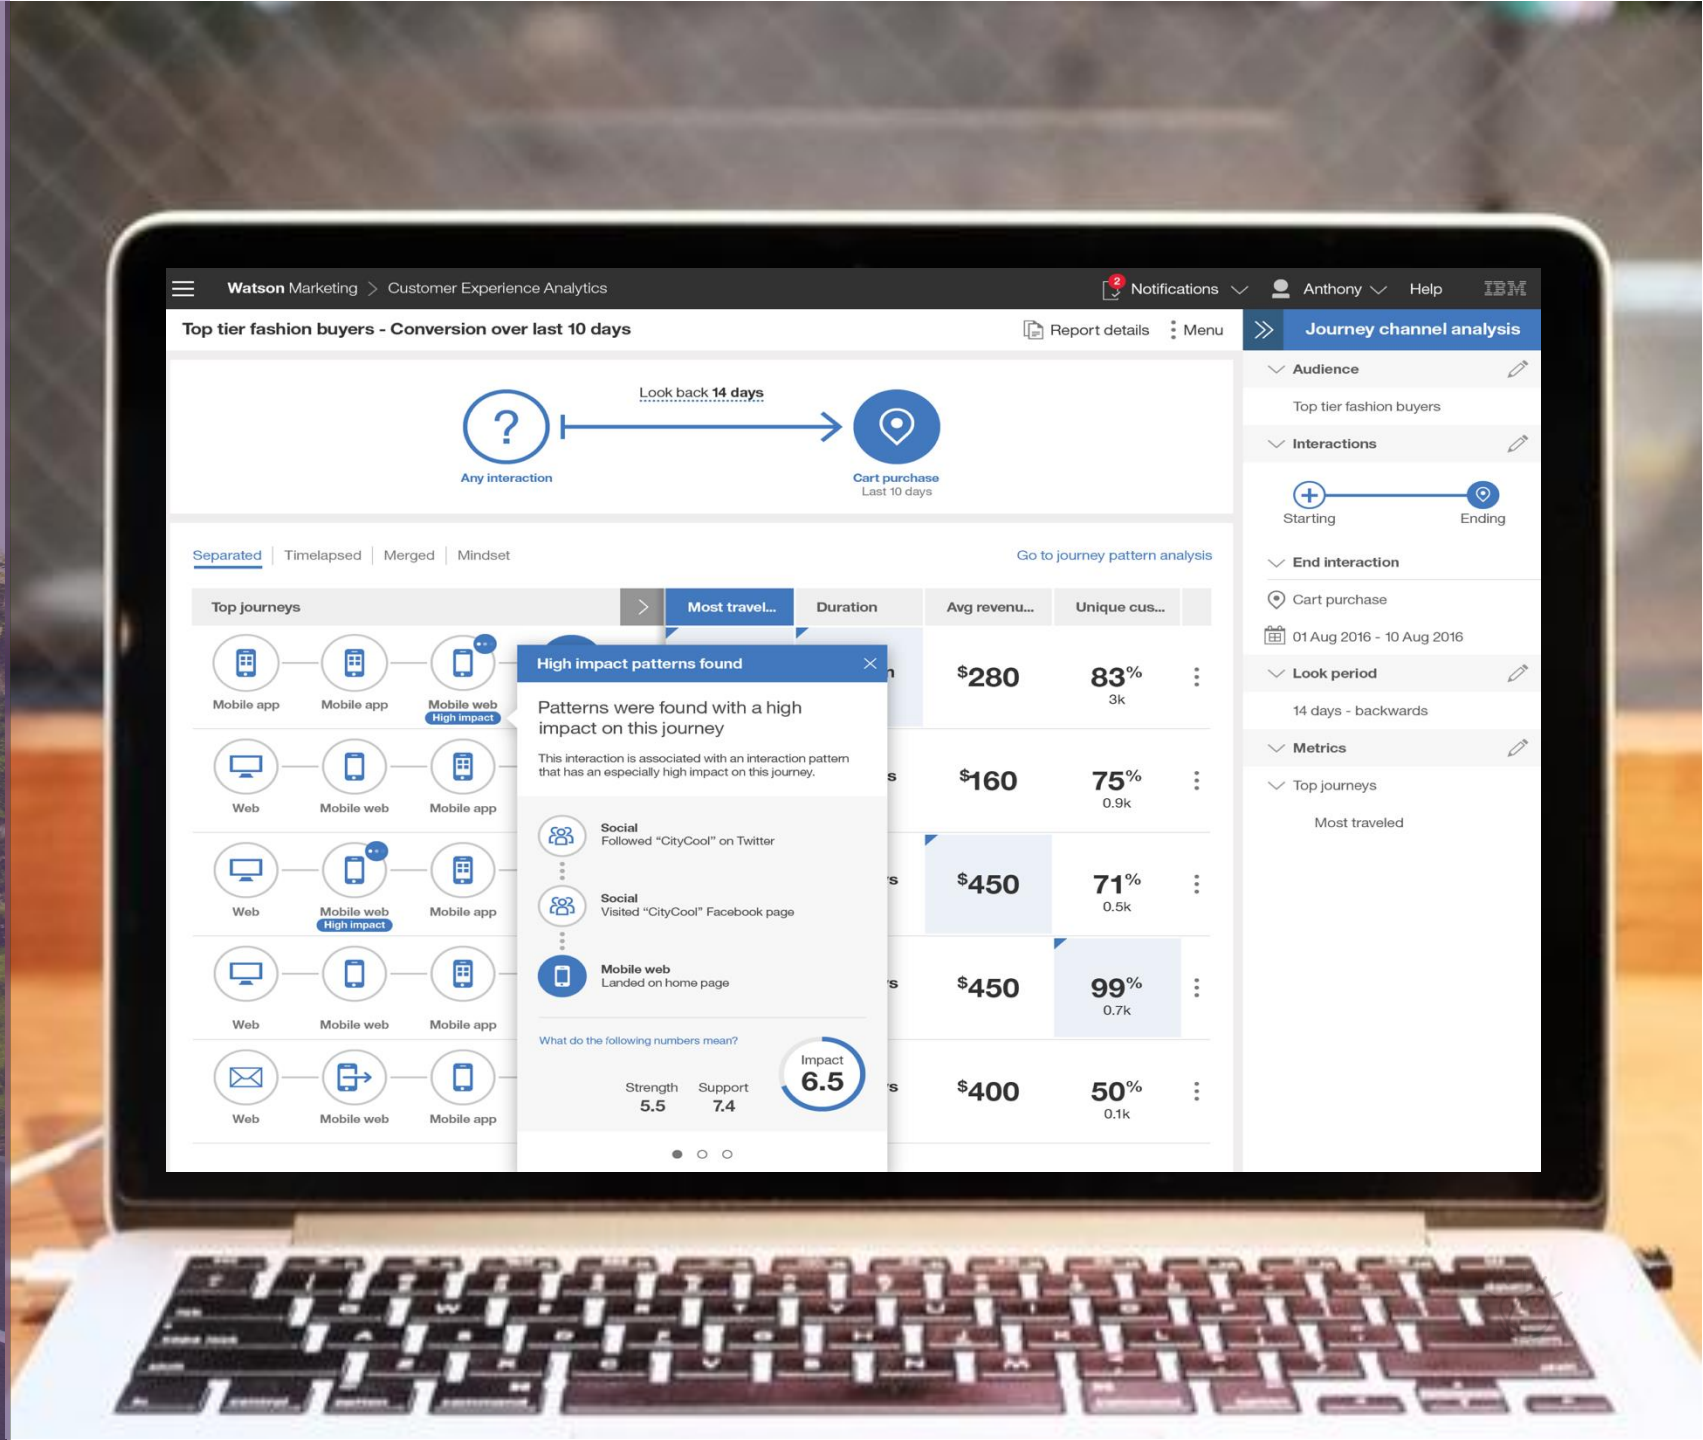 Watson Marketing > Customer Experience Analytics
2 Notifications Anthony Help IBM
Top tier fashion buyers - Conversion over last 10 days
Report details Menu
Look back 14 days
?
Any interaction
Cart purchase
Last 10 days
Separated | Timelapsed | Merged | Mindset
Go to journey pattern analysis
Top journeys > Most travel... Duration Avg revenu... Unique cus...
Mobile app Mobile app Mobile web
High impact
$280 83%
3k
Web Mobile web Mobile app
s $160 75%
0.9k
Web Mobile web Mobile app
High impact
s $450 71%
0.5k
Web Mobile web Mobile app
s $450 99%
0.7k
Web Mobile web Mobile app
s $400 50%
0.1k
High impact patterns found
Patterns were found with a high
impact on this journey
This interaction is associated with an interaction pattern
that has an especially high impact on this journey.
Social
Followed “CityCool” on Twitter
Social
Visited “CityCool” Facebook page
Mobile web
Landed on home page
What do the following numbers mean?
Strength Support Impact
5.5 7.4 6.5
Journey channel analysis
Audience
Top tier fashion buyers
Interactions
Starting Ending
End interaction
Cart purchase
01 Aug 2016 - 10 Aug 2016
Look period
14 days - backwards
Metrics
Top journeys
Most traveled